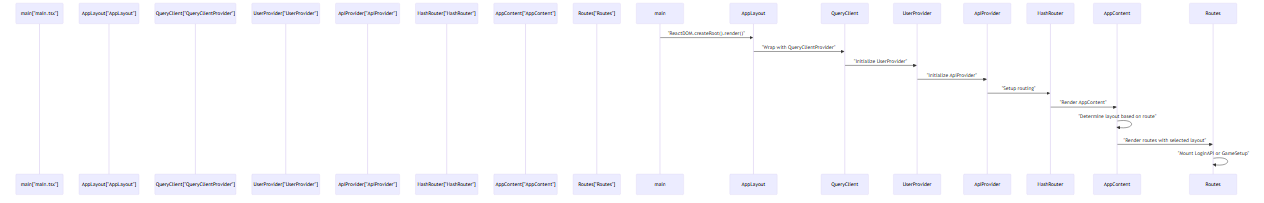 main["main.tsx"]
AppLayout["AppLayout"]
QueryClient["QueryClientProvider"]
UserProvider["UserProvider"]
ApiProvider["ApiProvider"]
HashRouter["HashRouter"]
AppContent["AppContent"]
Routes["Routes"]
main
AppLayout
QueryClient
UserProvider
ApiProvider
HashRouter
AppContent
Routes
"ReactDOM.createRoot().render()"
"Wrap with QueryClientProvider"
"Initialize UserProvider"
"Initialize ApiProvider"
"Setup routing"
"Render AppContent"
"Determine layout based on route"
"Render routes with selected layout"
"Mount LoginAPI or GameSetup"
main["main.tsx"]
AppLayout["AppLayout"]
QueryClient["QueryClientProvider"]
UserProvider["UserProvider"]
ApiProvider["ApiProvider"]
HashRouter["HashRouter"]
AppContent["AppContent"]
Routes["Routes"]
main
AppLayout
QueryClient
UserProvider
ApiProvider
HashRouter
AppContent
Routes